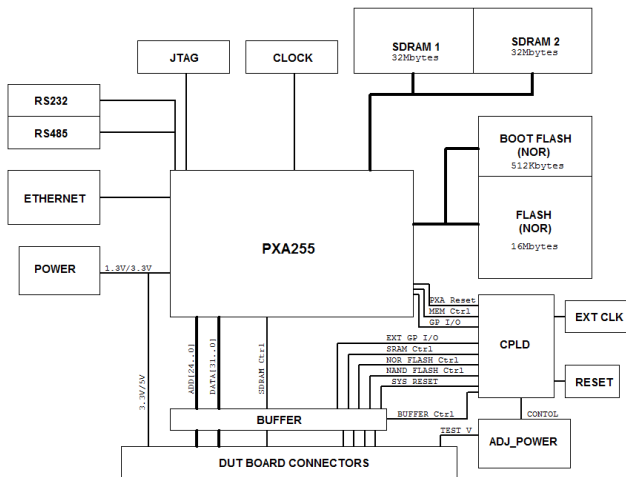 SDRAM 1
32Mbytes
SDRAM 2
32Mbytes
JTAG
CLOCK
RS232
RS485
BOOT FLASH
(NOR)
512Kbytes
ETHERNET
FLASH
(NOR)
16Mbytes
PXA255
POWER
1.3V/3.3V
PXA Reset
MEM Ctrl
GP I/O
EXT CLK
CPLD
EXT GP I/O
SRAM Ctrl
NOR FLASH Ctrl
NAND FLASH Ctrl
SYS RESET
RESET
3.3V/5V
ADD[24..0]
DATA[31..0]
SDRAM Ctrl
BUFFER
BUFFER Ctrl
CONTOL
TEST V
ADJ_POWER
DUT BOARD CONNECTORS